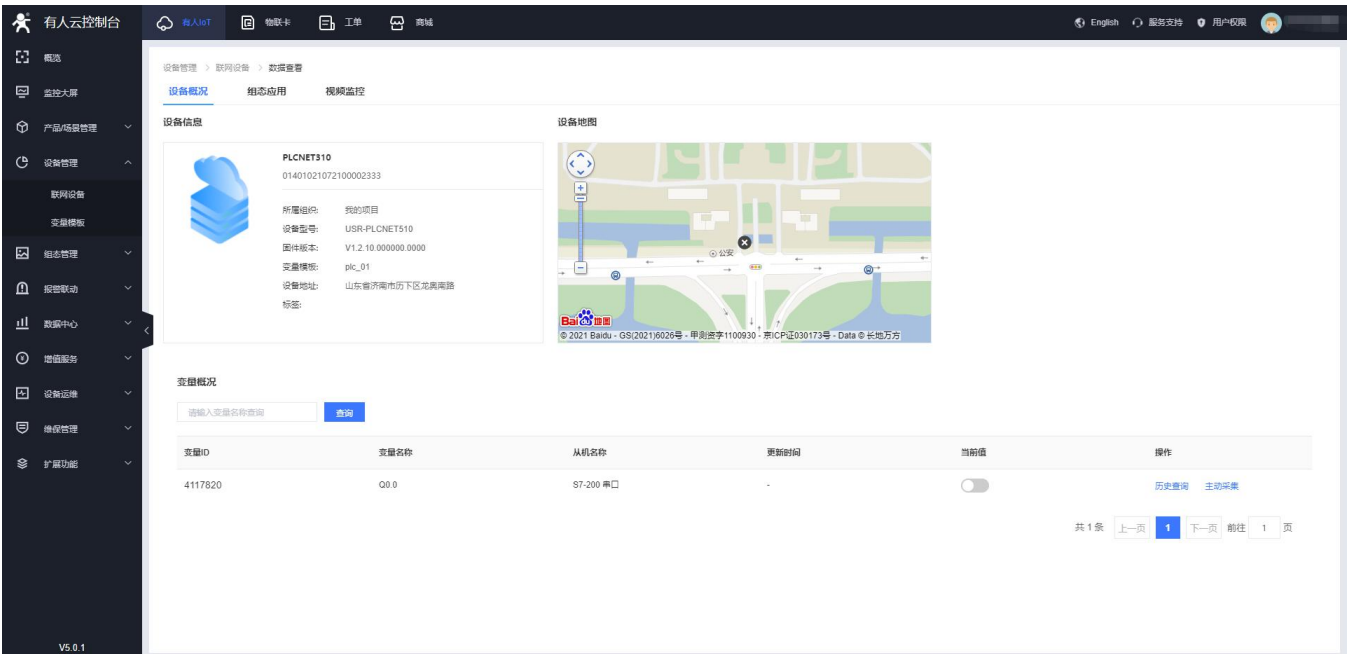 有人云控制台
有人IoT 物联卡 工单 商城
English 服务支持 用户权限
概览
监控大屏
产品/场景管理
设备管理
联网设备
变量模板
组态管理
报警联动
数据中心
增值服务
设备运维
维保管理
扩展功能
V5.0.1
设备管理 > 联网设备 > 数据查看
设备概况 组态应用 视频监控
设备信息
PLCNET310
01401021072100002333
所属组织: 我的项目
设备型号: USR-PLCNET510
固件版本: V1.2.10.000000.0000
变量模板: plc_01
设备地址: 山东省济南市历下区龙奥南路
标签:
设备地图
公安
Bai 地图
© 2021 Baidu - GS(2021)6026号 - 甲测资字1100930 - 京ICP证030173号 - Data © 长地万方
变量概况
请输入变量名称查询 查询
变量ID 变量名称 从机名称 更新时间 当前值 操作
4117820 Q0.0 S7-200 串口 - 历史查询 主动采集
共 1 条 上一页 1 下一页 前往 1 页